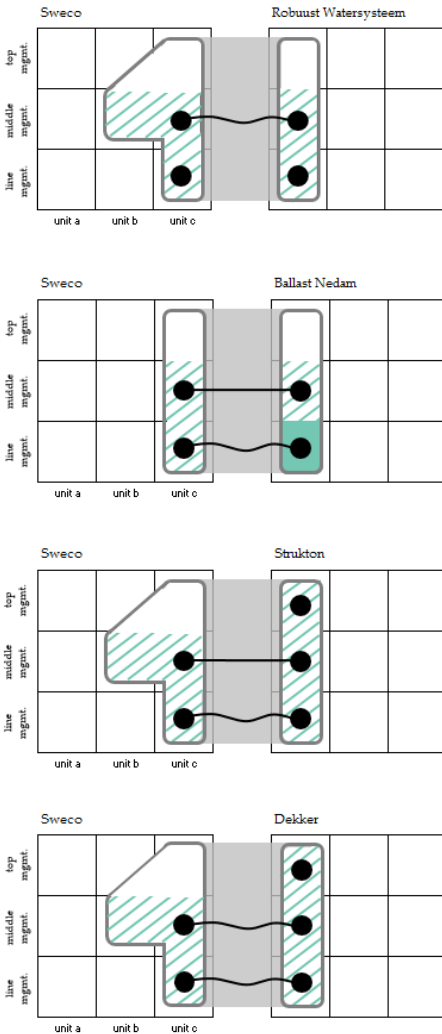 Sweco Robuust Watersysteem
top mgmt.
middle mgmt.
line mgmt.
unit a unit b unit c
Sweco Ballast Nedam
top mgmt.
middle mgmt.
line mgmt.
unit a unit b unit c
Sweco Strukton
top mgmt.
middle mgmt.
line mgmt.
unit a unit b unit c
Sweco Dekker
top mgmt.
middle mgmt.
line mgmt.
unit a unit b unit c